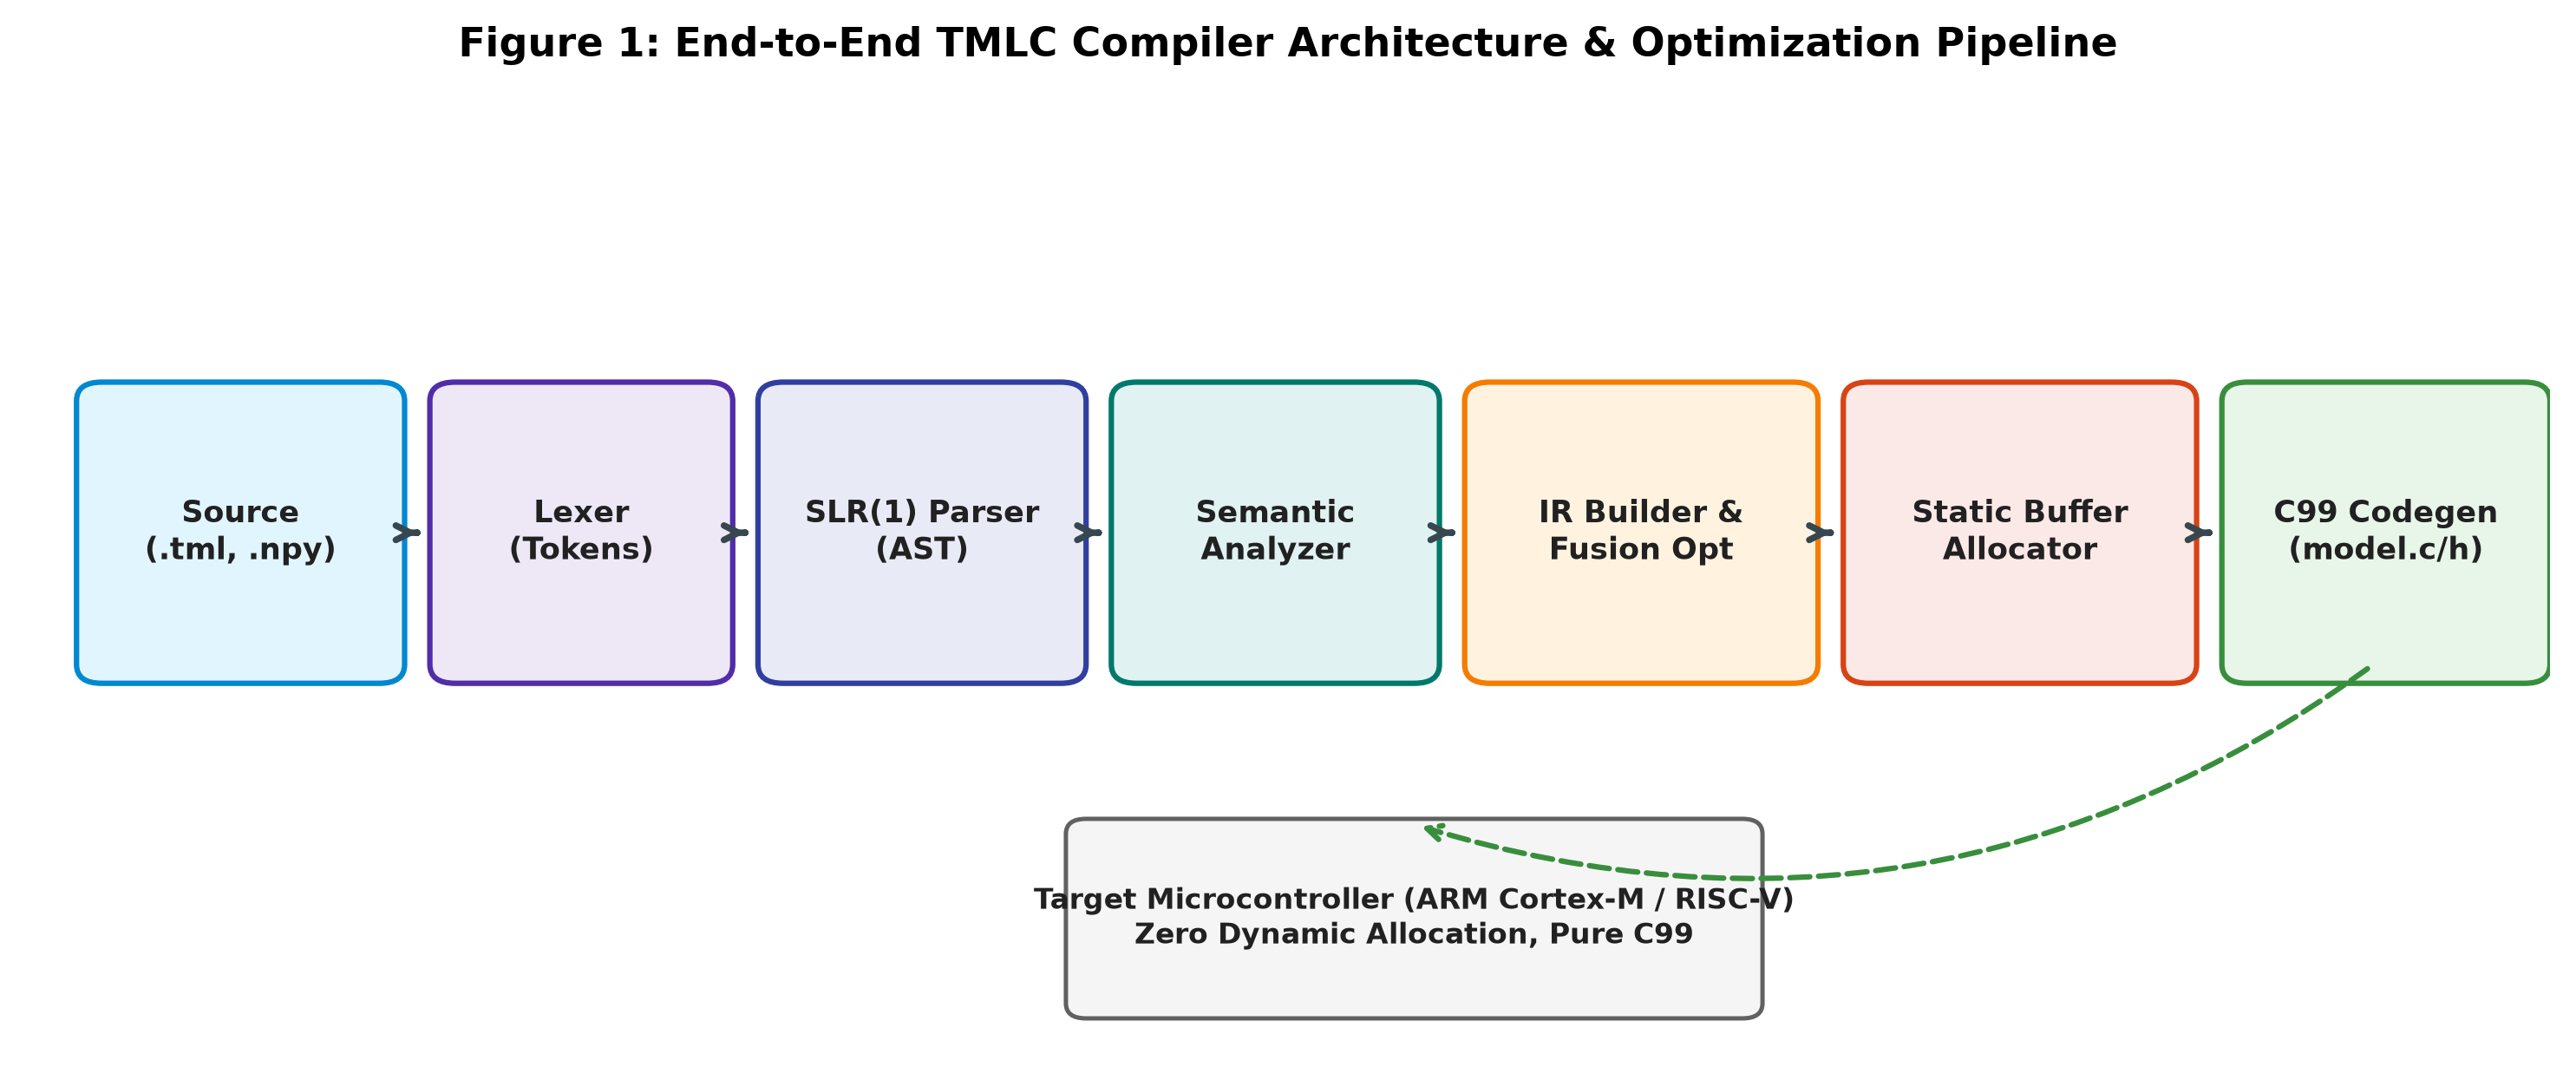 Figure 1: End-to-End TMLC Compiler Architecture & Optimization Pipeline
Source
(.tml, .npy)
Lexer
(Tokens)
SLR(1) Parser
(AST)
Semantic
Analyzer
IR Builder &
Fusion Opt
Static Buffer
Allocator
C99 Codegen
(model.c/h)
Target Microcontroller (ARM Cortex-M / RISC-V)
Zero Dynamic Allocation, Pure C99